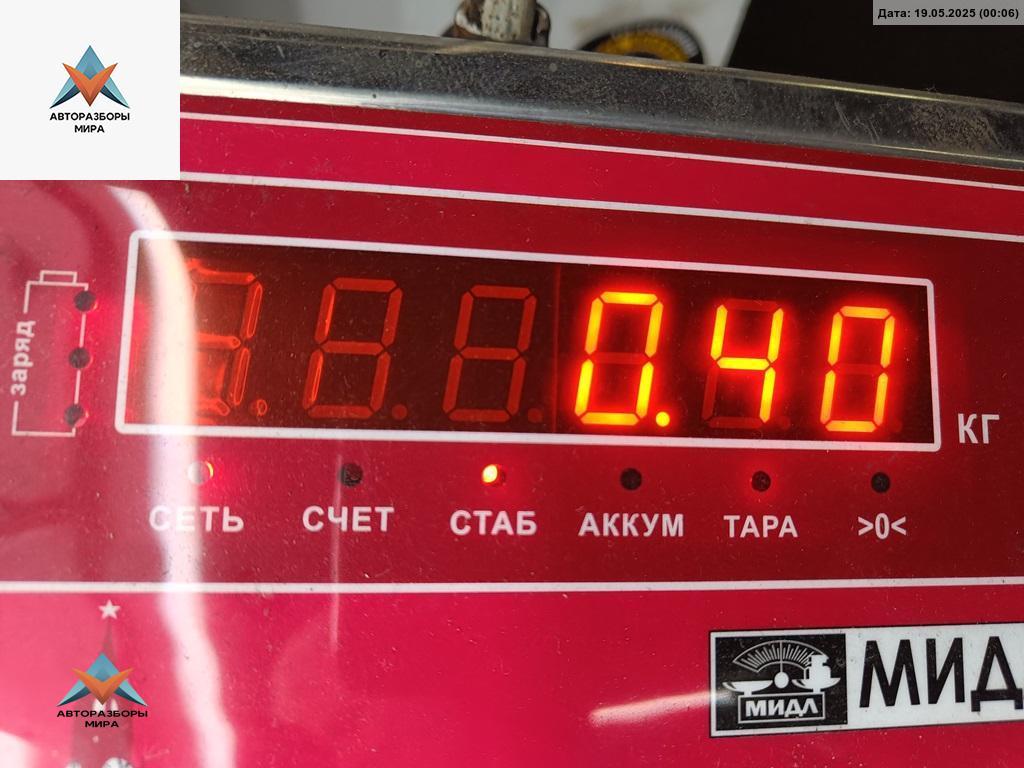 Дата: 19.05.2025 (00:06)
АВТОРАЗБОРЫ
МИРА
заряд
0.40
КГ
СЕТЬ
СЧЕТ
СТАБ
АККУМ
ТАРА
>0<
МИДЛ
МИД
АВТОРАЗБОРЫ
МИРА